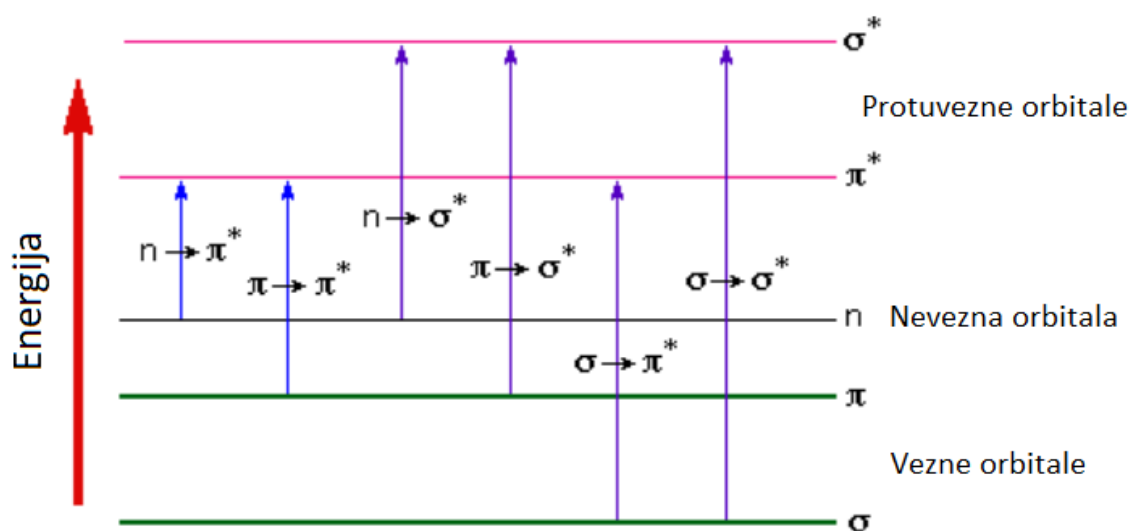 σ*
Protuvezne orbitale
π*
n→σ*
n→π*
π→σ*
π→π*
σ→σ*
Energija
n Nevezna orbitala
σ→π*
π
Vezne orbitale
σ